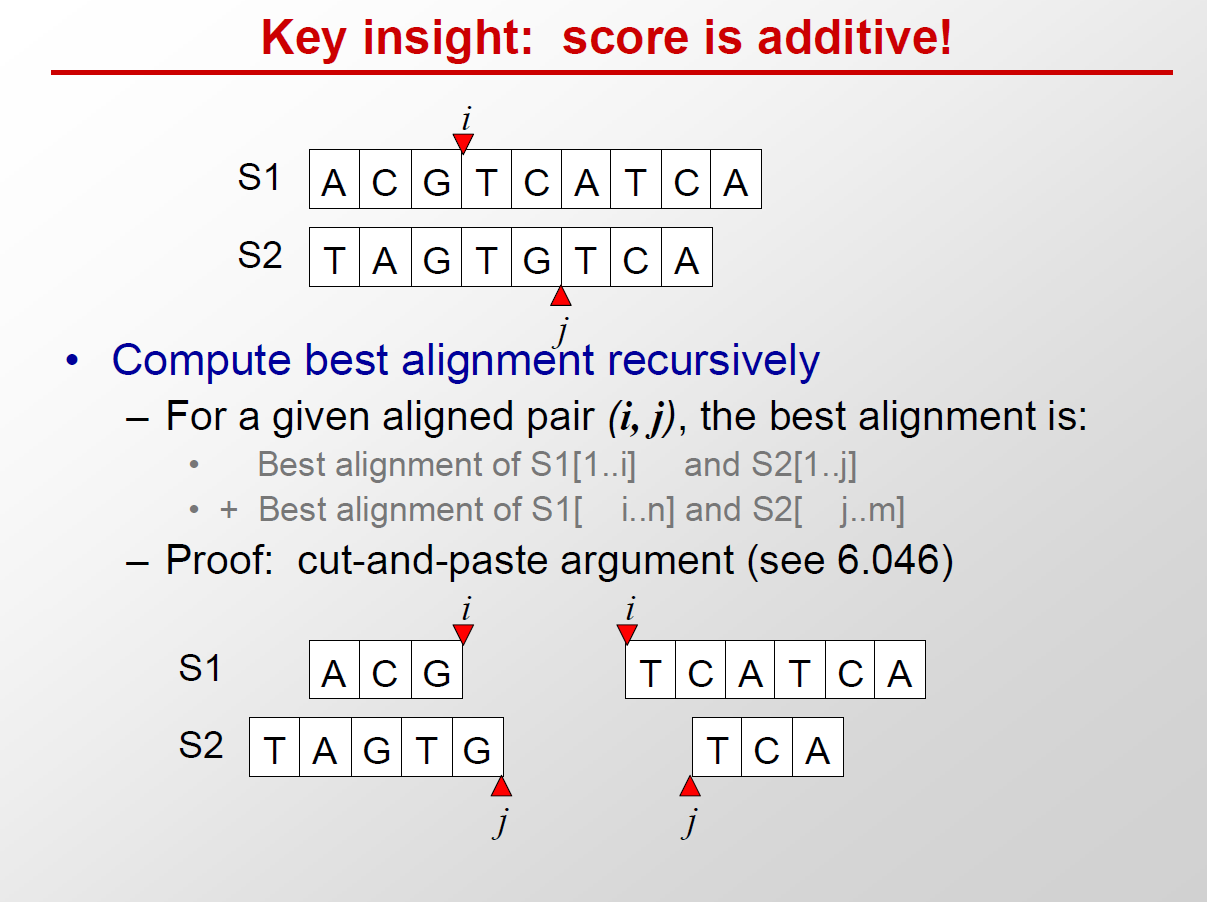 Key insight: score is additive!
i
S1 A C G T C A T C A
S2 T A G T G T C A
j
• Compute best alignment recursively
– For a given aligned pair (i, j), the best alignment is:
• Best alignment of S1[1..i] and S2[1..j]
• + Best alignment of S1[ i..n] and S2[ j..m]
– Proof: cut-and-paste argument (see 6.046)
i i
S1 A C G T C A T C A
S2 T A G T G T C A
j j